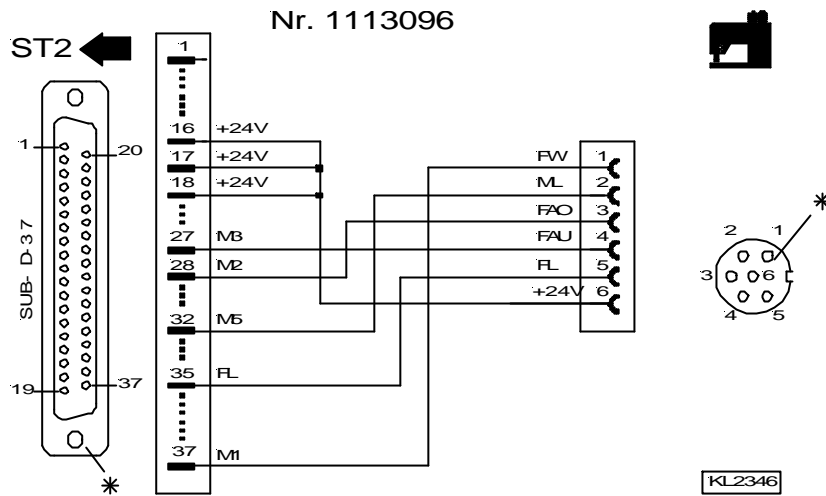 Nr. 1113096
ST2
1
16 +24V
17 +24V
18 +24V
27 M3
28 M2
32 M5
35 FL
37 M1
1
20
19
37
SUB-D-37
FW 1
ML 2
FAO 3
FAU 4
FL 5
+24V 6
*
2 1
3 6
4 5
*
KL2346